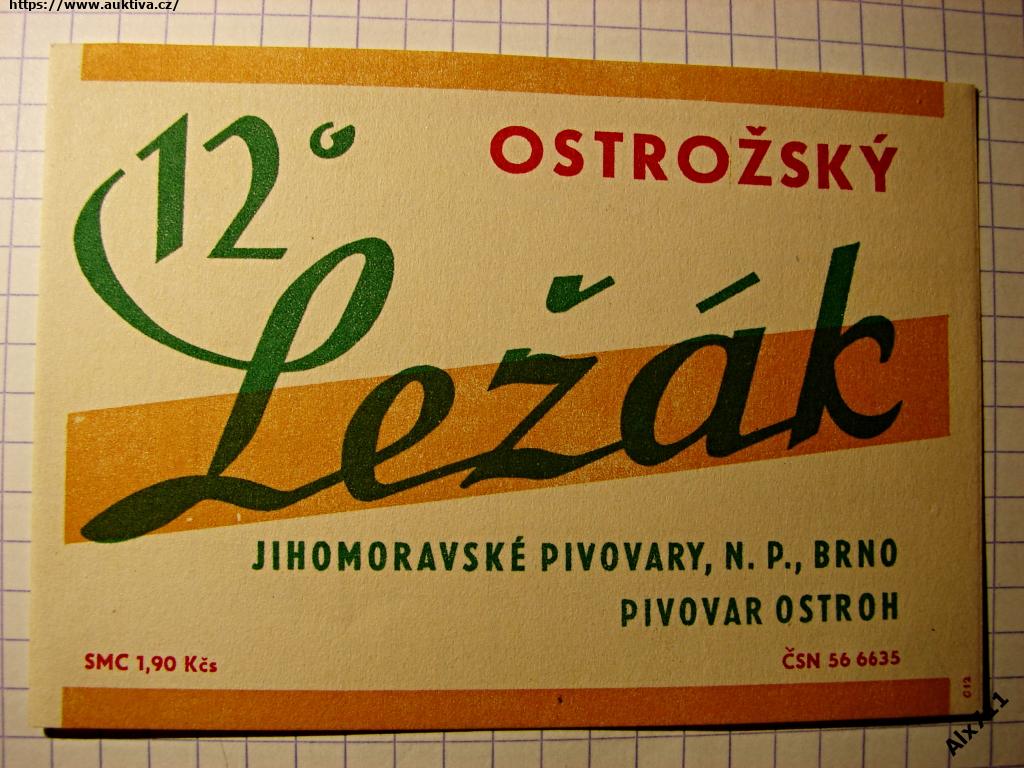 https://www.auktiva.cz/
12°
OSTROŽSKÝ
Ležák
JIHOMORAVSKÉ PIVOVARY, N. P., BRNO
PIVOVAR OSTROH
SMC 1,90 Kčs
ČSN 56 6635